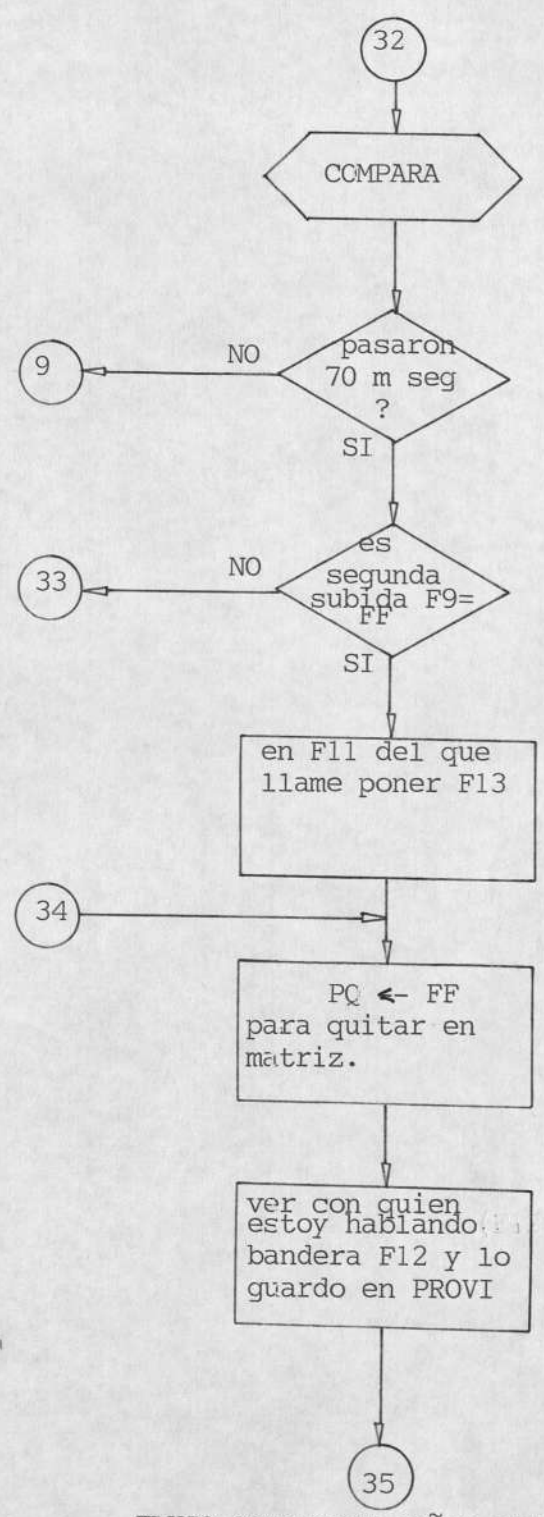 32
COMPARA
pasaron
70 m seg
?
NO
9
SI
es
segunda
subida F9=
FF
NO
33
SI
en F11 del que
llame poner F13
34
PQ <- FF
para quitar en
matriz.
ver con quien
estoy hablando
bandera F12 y lo
guardo en PROVI
35